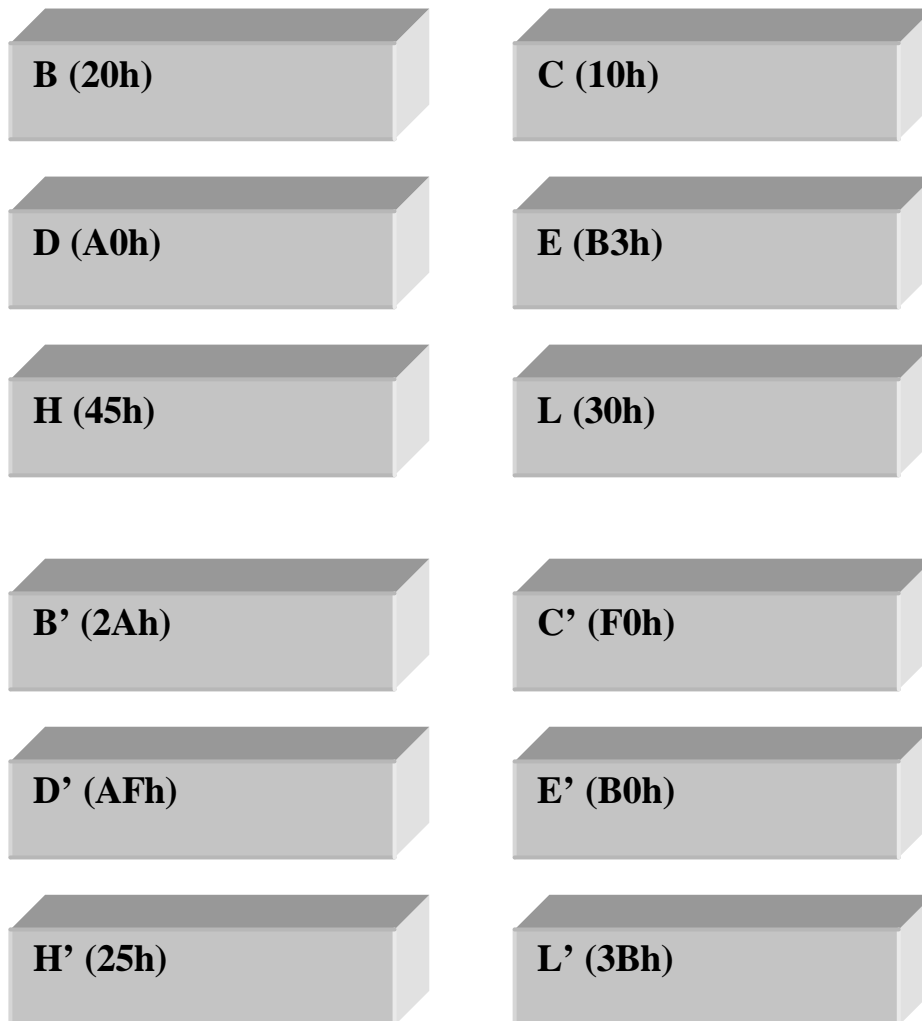 B (20h)
C (10h)
D (A0h)
E (B3h)
H (45h)
L (30h)
B’ (2Ah)
C’ (F0h)
D’ (AFh)
E’ (B0h)
H’ (25h)
L’ (3Bh)